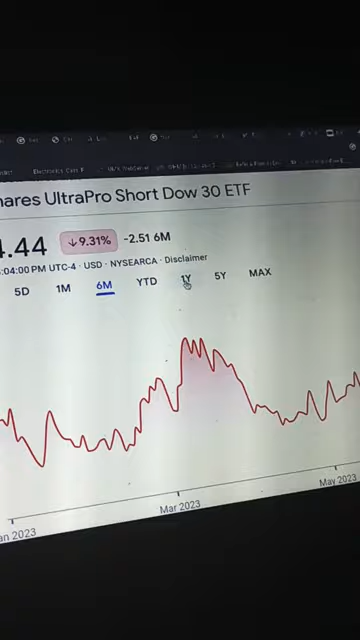 hares UltraPro Short Dow 30 ETF
.44 ↓9.31% -2.51 6M
:04:00 PM UTC-4 · USD · NYSEARCA · Disclaimer
5D 1M 6M YTD 1Y 5Y MAX
an 2023 Mar 2023 May 2023